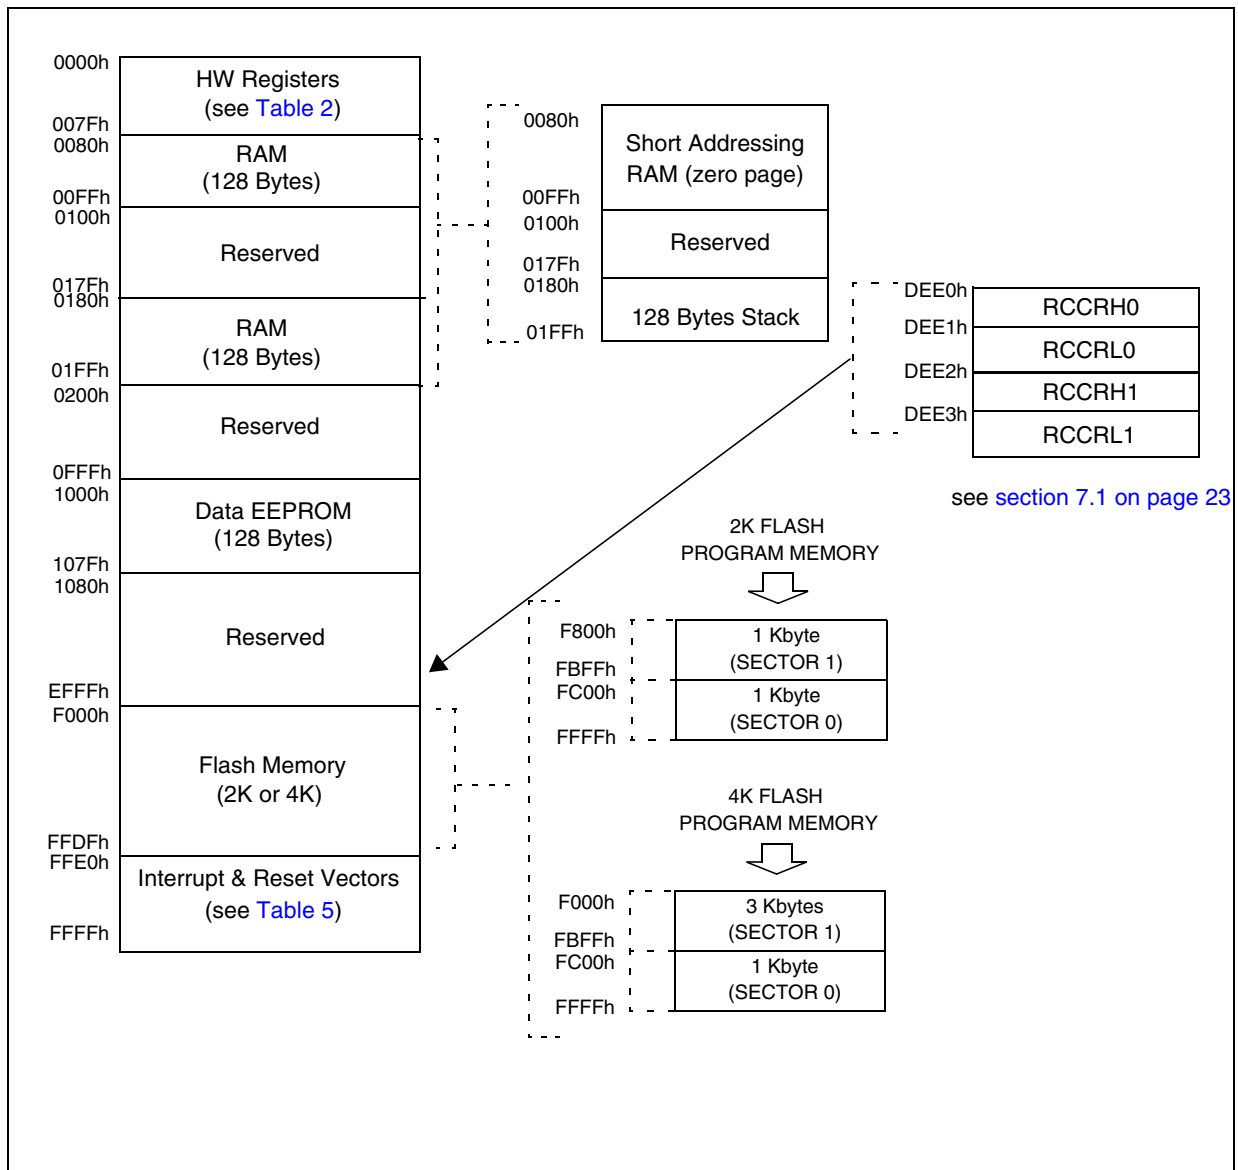 0000h
HW Registers
(see Table 2)
007Fh
0080h
RAM
(128 Bytes)
00FFh
0100h
Reserved
017Fh
0180h
RAM
(128 Bytes)
01FFh
0200h
Reserved
0FFFh
1000h
Data EEPROM
(128 Bytes)
107Fh
1080h
Reserved
EFFFh
F000h
Flash Memory
(2K or 4K)
FFDFh
FFE0h
Interrupt & Reset Vectors
(see Table 5)
FFFFh
0080h
Short Addressing
RAM (zero page)
00FFh
0100h
Reserved
017Fh
0180h
128 Bytes Stack
01FFh
DEE0h
RCCRH0
DEE1h
RCCRL0
DEE2h
RCCRH1
DEE3h
RCCRL1
see section 7.1 on page 23
2K FLASH
PROGRAM MEMORY
F800h
1 Kbyte
(SECTOR 1)
FBFFh
FC00h
1 Kbyte
(SECTOR 0)
FFFFh
4K FLASH
PROGRAM MEMORY
F000h
3 Kbytes
(SECTOR 1)
FBFFh
FC00h
1 Kbyte
(SECTOR 0)
FFFFh